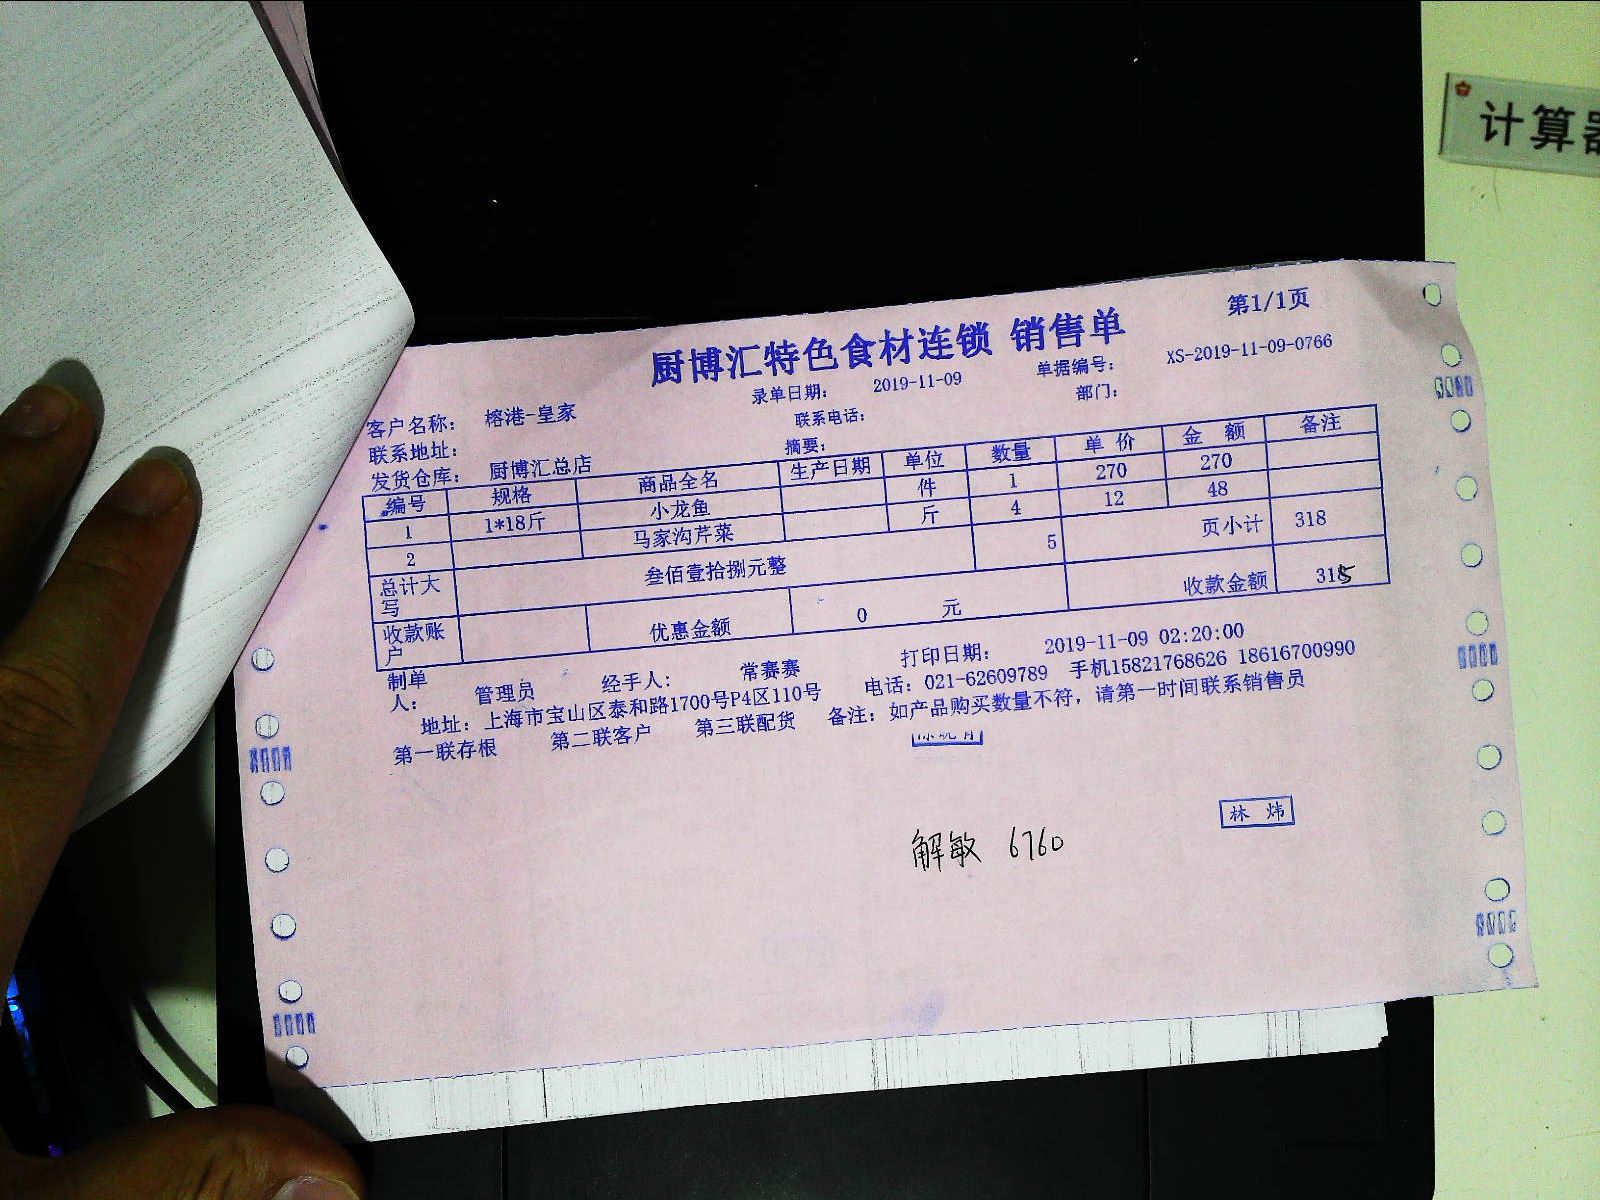 计算器
第1/1页
厨博汇特色食材连锁 销售单
录单日期： 2019-11-09 单据编号： XS-2019-11-09-0766
客户名称： 榕港-皇家 联系电话： 部门：
联系地址： 摘要：
发货仓库： 厨博汇总店
编号 规格 商品全名 生产日期 单位 数量 单 价 金 额 备注
1 1*18斤 小龙鱼 件 1 270 270
2 马家沟芹菜 斤 4 12 48
总计大写 叁佰壹拾捌元整 5 页小计 318
收款账户 优惠金额 0 元 收款金额 315
制单人： 管理员 经手人： 常赛赛 打印日期： 2019-11-09 02:20:00
地址：上海市宝山区泰和路1700号P4区110号 电话：021-62609789 手机15821768626 18616700990
第一联存根 第二联客户 第三联配货 备注：如产品购买数量不符，请第一时间联系销售员
林 炜
解敏 6760